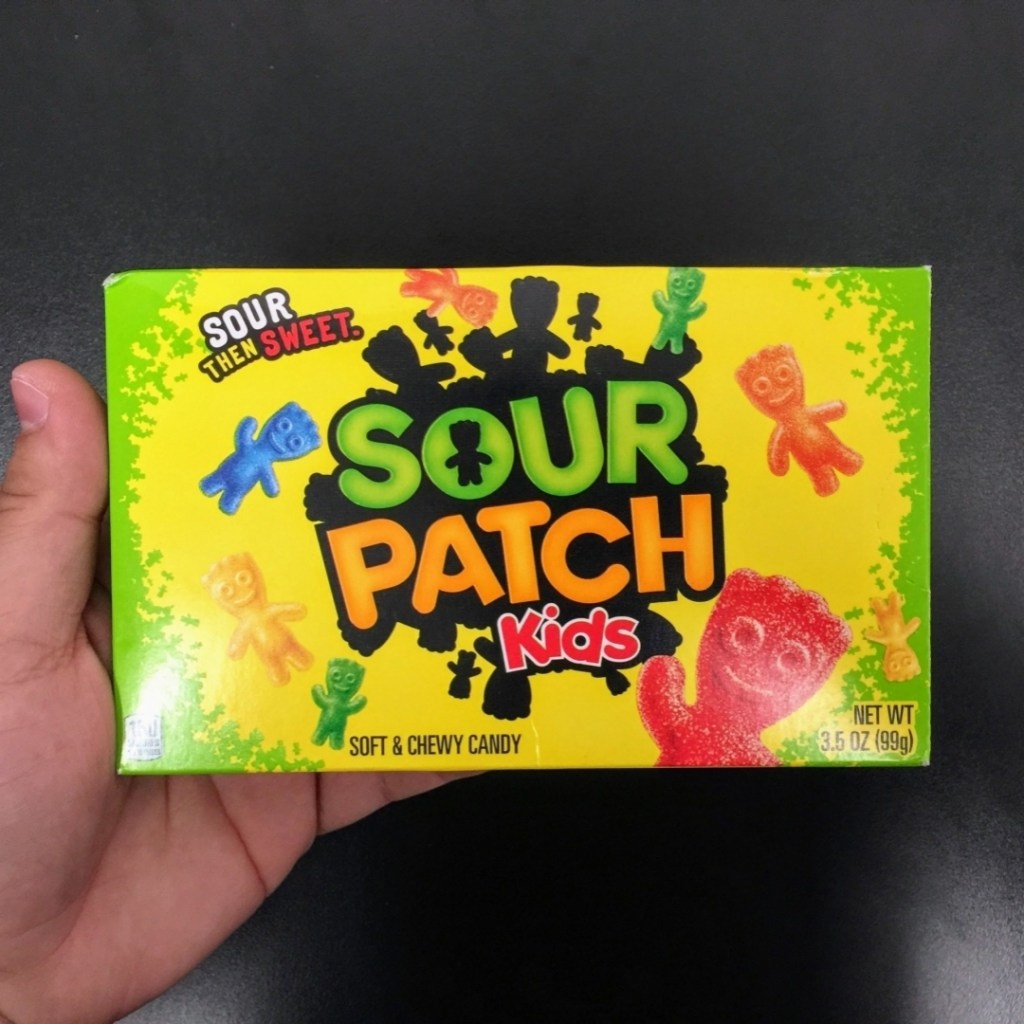 SOUR
THEN SWEET.
SOUR
PATCH
Kids
SOFT & CHEWY CANDY
NET WT
3.5 OZ (99g)